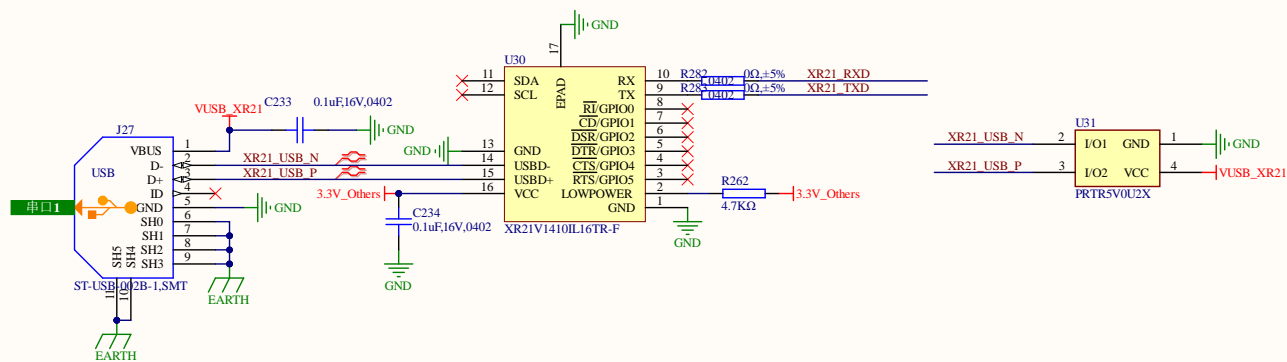 GND
17
U30
EPAD
11 SDA
12 SCL
13 GND
14 USBD-
15 USBD+
16 VCC
RX 10
TX 9
RI/GPIO0 8
CD/GPIO1 7
DSR/GPIO2 6
DTR/GPIO3 5
CTS/GPIO4 4
RTS/GPIO5 3
LOWPOWER 2
GND 1
XR21V1410IL16TR-F
R282 0402 0Ω,±5% XR21_RXD
R283 0402 0Ω,±5% XR21_TXD
R262
4.7KΩ
3.3V_Others
GND
VUSB_XR21
C233
0.1uF,16V,0402
GND
GND
J27
USB
VBUS 1
D- 2
D+ 3
ID 4
GND 5
SH0 6
SH1 7
SH2 8
SH3 9
SH5 11
SH4 10
ST-USB-002B-1,SMT
串口1
XR21_USB_N
XR21_USB_P
GND
3.3V_Others
C234
0.1uF,16V,0402
GND
EARTH
EARTH
U31
XR21_USB_N 2 I/O1
XR21_USB_P 3 I/O2
GND 1 GND
VCC 4 VUSB_XR21
PRTR5V0U2X